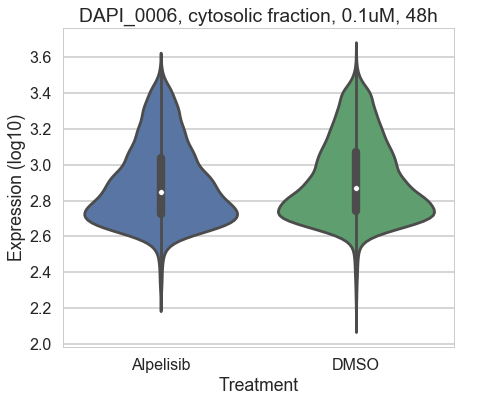 DAPI_0006, cytosolic fraction, 0.1uM, 48h
Expression (log10)
3.6
3.4
3.2
3.0
2.8
2.6
2.4
2.2
2.0
Alpelisib DMSO
Treatment